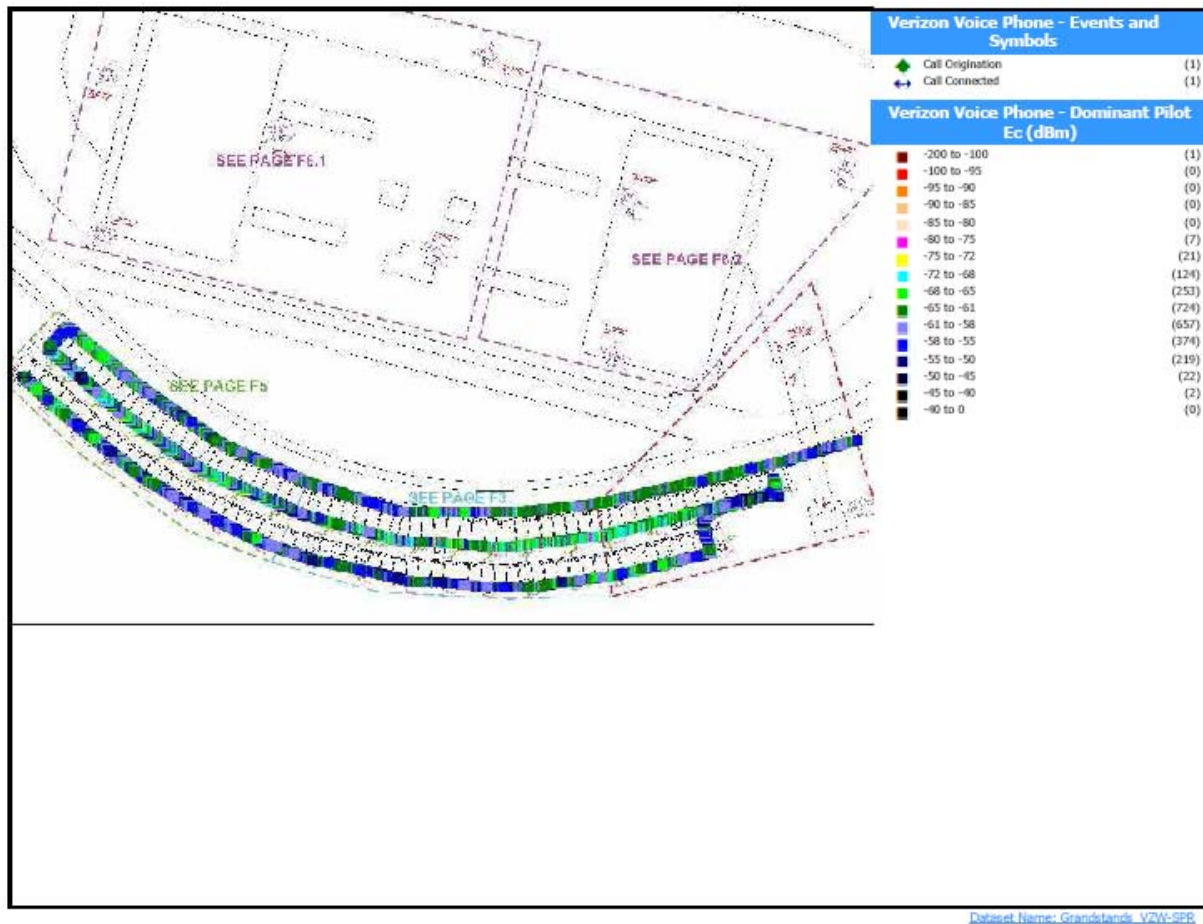 Verizon Voice Phone - Events and
Symbols
Call Origination (1)
Call Connected (1)
Verizon Voice Phone - Dominant Pilot
Ec (dBm)
-200 to -100 (1)
-100 to -95 (0)
-95 to -90 (0)
-90 to -85 (0)
-85 to -80 (0)
-80 to -75 (7)
-75 to -72 (21)
-72 to -68 (124)
-68 to -65 (253)
-65 to -61 (724)
-61 to -58 (657)
-58 to -55 (374)
-55 to -50 (219)
-50 to -45 (22)
-45 to -40 (2)
-40 to 0 (0)
SEE PAGE F6.1
SEE PAGE F6.2
SEE PAGE F5
SEE PAGE F3
Dataset Name: Grandstands_VZW-SFR